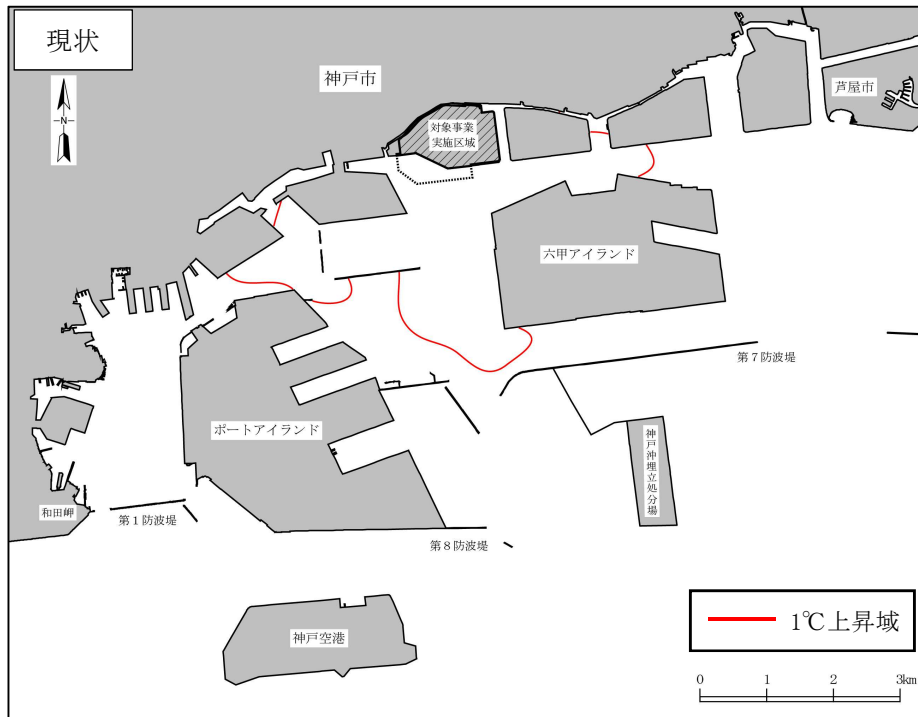 現状
N
神戸市
芦屋市
対象事業
実施区域
六甲アイランド
第7防波堤
ポートアイランド
神戸沖埋立処分場
和田岬
第1防波堤
第8防波堤
神戸空港
1℃上昇域
0 1 2 3km